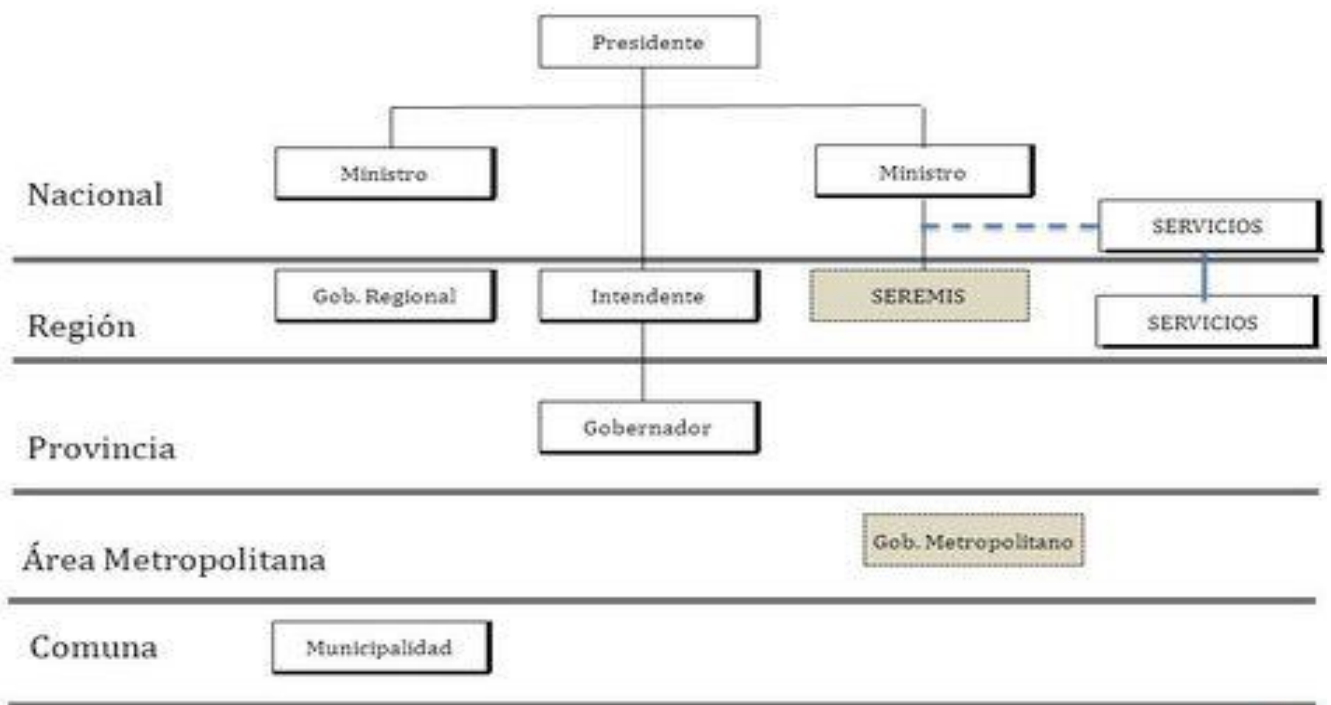 Presidente
Ministro
Ministro
Nacional
SERVICIOS
Gob. Regional
Intendente
SEREMIS
Región
SERVICIOS
Gobernador
Provincia
Gob. Metropolitano
Área Metropolitana
Comuna
Municipalidad